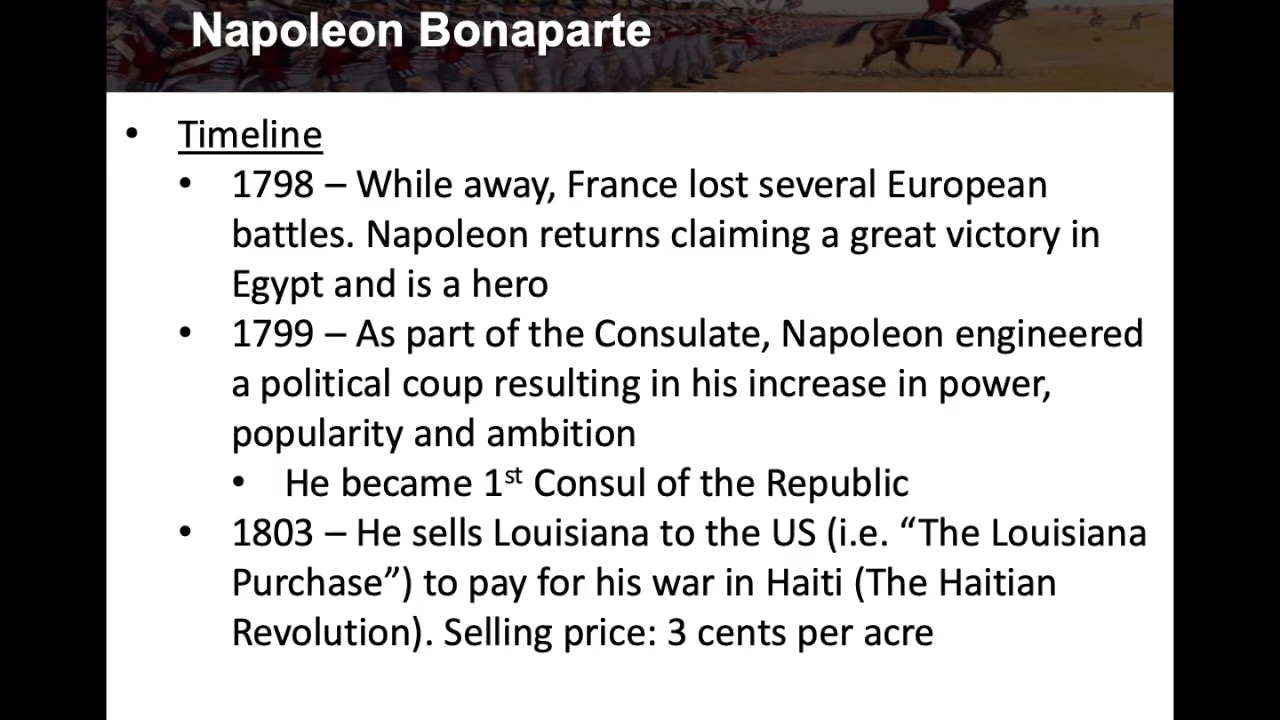 Napoleon Bonaparte
• Timeline
• 1798 – While away, France lost several European
battles. Napoleon returns claiming a great victory in
Egypt and is a hero
• 1799 – As part of the Consulate, Napoleon engineered
a political coup resulting in his increase in power,
popularity and ambition
• He became 1st Consul of the Republic
• 1803 – He sells Louisiana to the US (i.e. “The Louisiana
Purchase”) to pay for his war in Haiti (The Haitian
Revolution). Selling price: 3 cents per acre